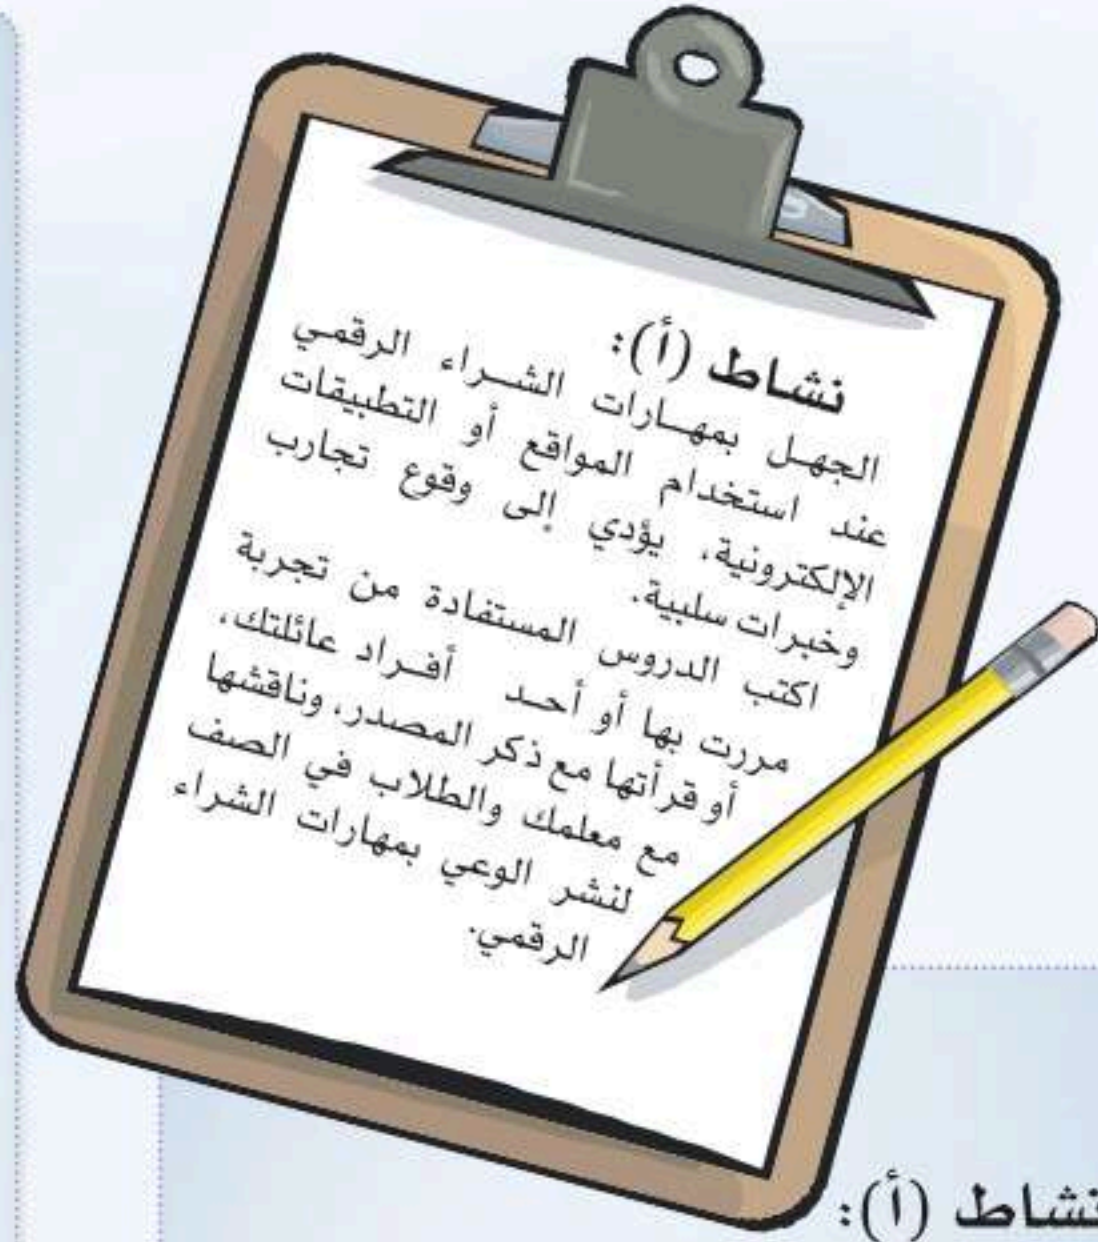 نشاط (أ):
الجهل بمهارات الشراء الرقمي
عند استخدام المواقع أو التطبيقات
الإلكترونية، يؤدي إلى وقوع تجارب
وخبرات سلبية.
اكتب الدروس المستفادة من تجربة
مررت بها أو أحد أفراد عائلتك،
أو قرأتها مع ذكر المصدر، وناقشها
مع معلمك والطلاب في الصف
لنشر الوعي بمهارات الشراء
الرقمي.
نشاط (أ):